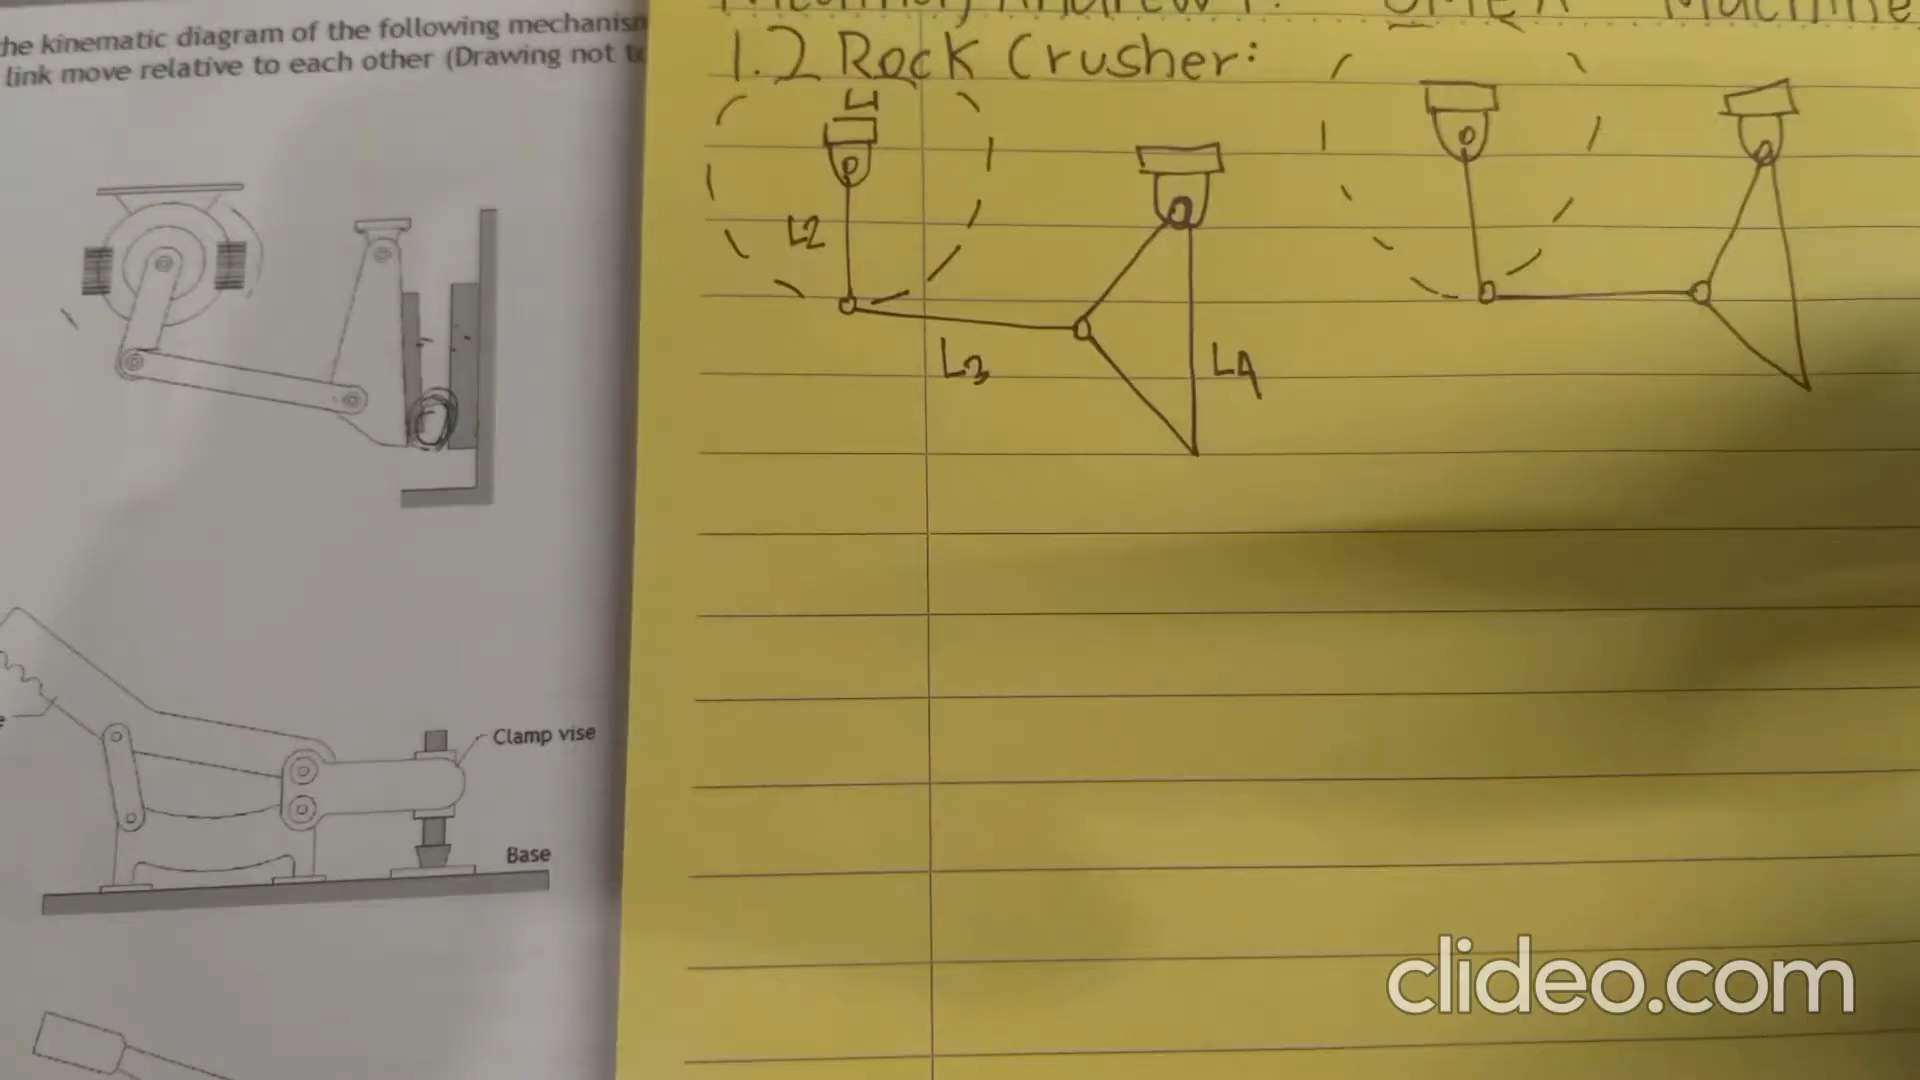 the kinematic diagram of the following mechanism
link move relative to each other (Drawing not to
1.2 Rock Crusher:
L1
L2
L3
L4
Clamp vise
Base
clideo.com